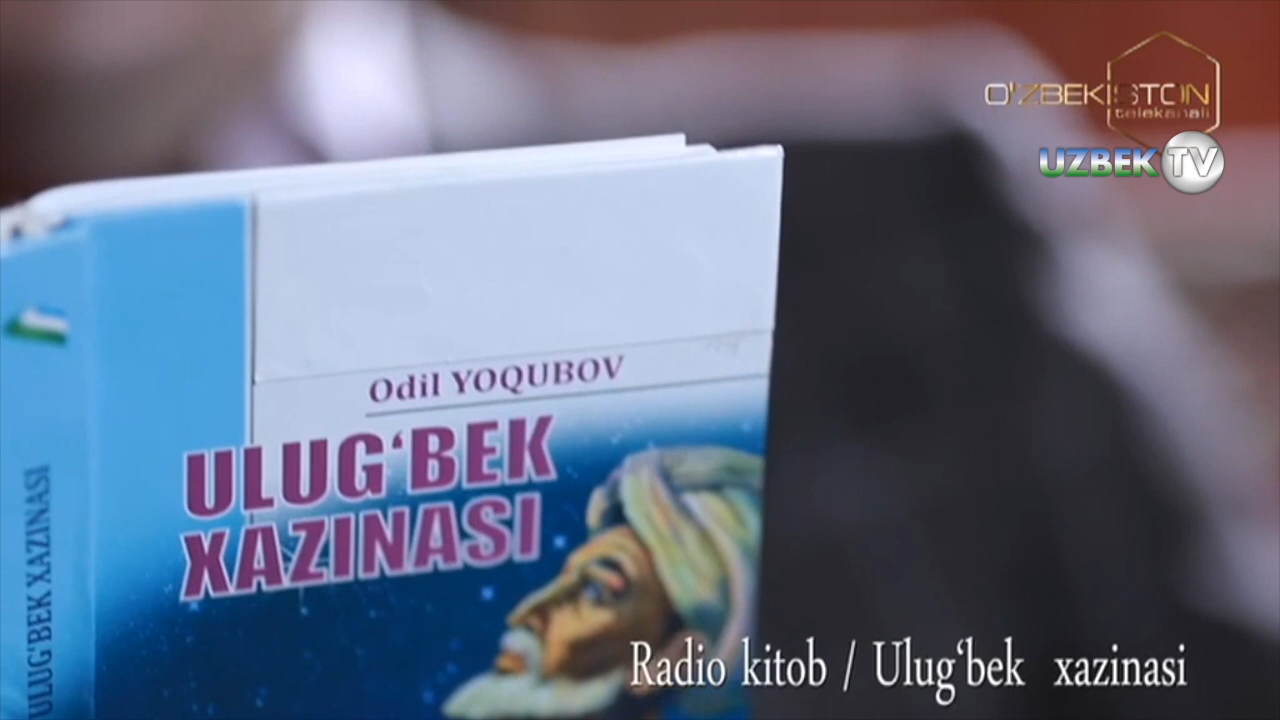 O'ZBEKISTON
telekanali
UZBEK TV
Odil YOQUBOV
ULUG‘BEK
XAZINASI
ULUG'BEK XAZINASI
Radio kitob / Ulug‘bek xazinasi